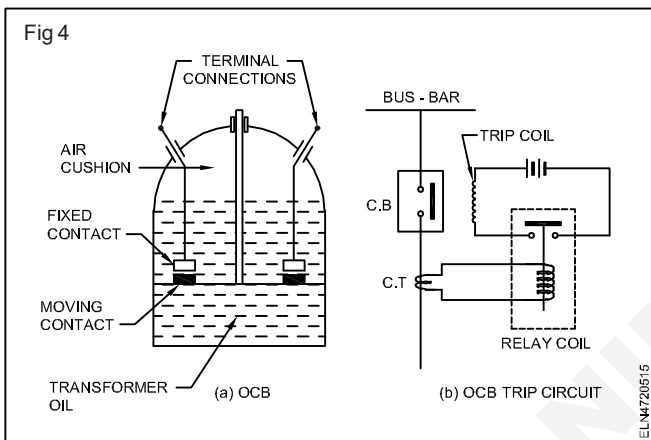 Fig 4
TERMINAL
CONNECTIONS
AIR
CUSHION
FIXED
CONTACT
MOVING
CONTACT
TRANSFORMER
OIL
(a) OCB
BUS - BAR
TRIP COIL
C.B
C.T
RELAY COIL
(b) OCB TRIP CIRCUIT
ELN4720515